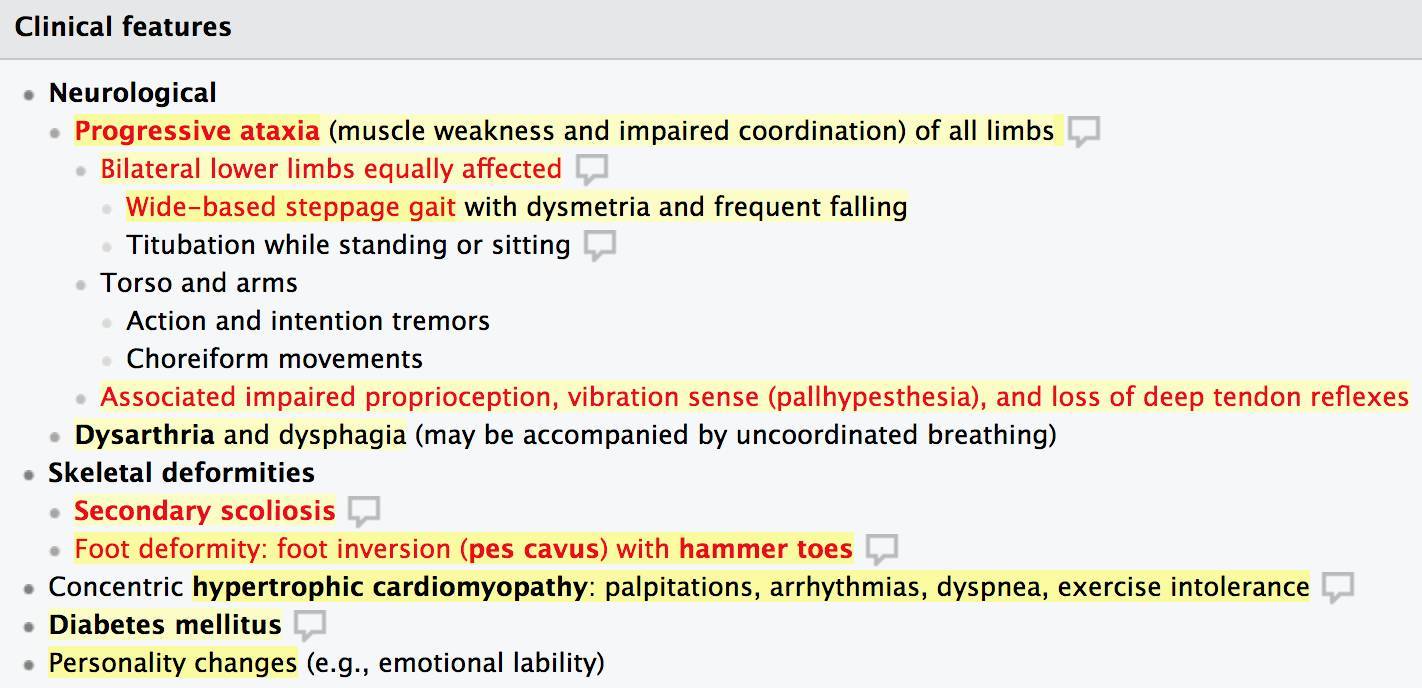 Clinical features
Neurological
Progressive ataxia (muscle weakness and impaired coordination) of all limbs
Bilateral lower limbs equally affected
Wide-based steppage gait with dysmetria and frequent falling
Titubation while standing or sitting
Torso and arms
Action and intention tremors
Choreiform movements
Associated impaired proprioception, vibration sense (pallhypesthesia), and loss of deep tendon reflexes
Dysarthria and dysphagia (may be accompanied by uncoordinated breathing)
Skeletal deformities
Secondary scoliosis
Foot deformity: foot inversion (pes cavus) with hammer toes
Concentric hypertrophic cardiomyopathy: palpitations, arrhythmias, dyspnea, exercise intolerance
Diabetes mellitus
Personality changes (e.g., emotional lability)